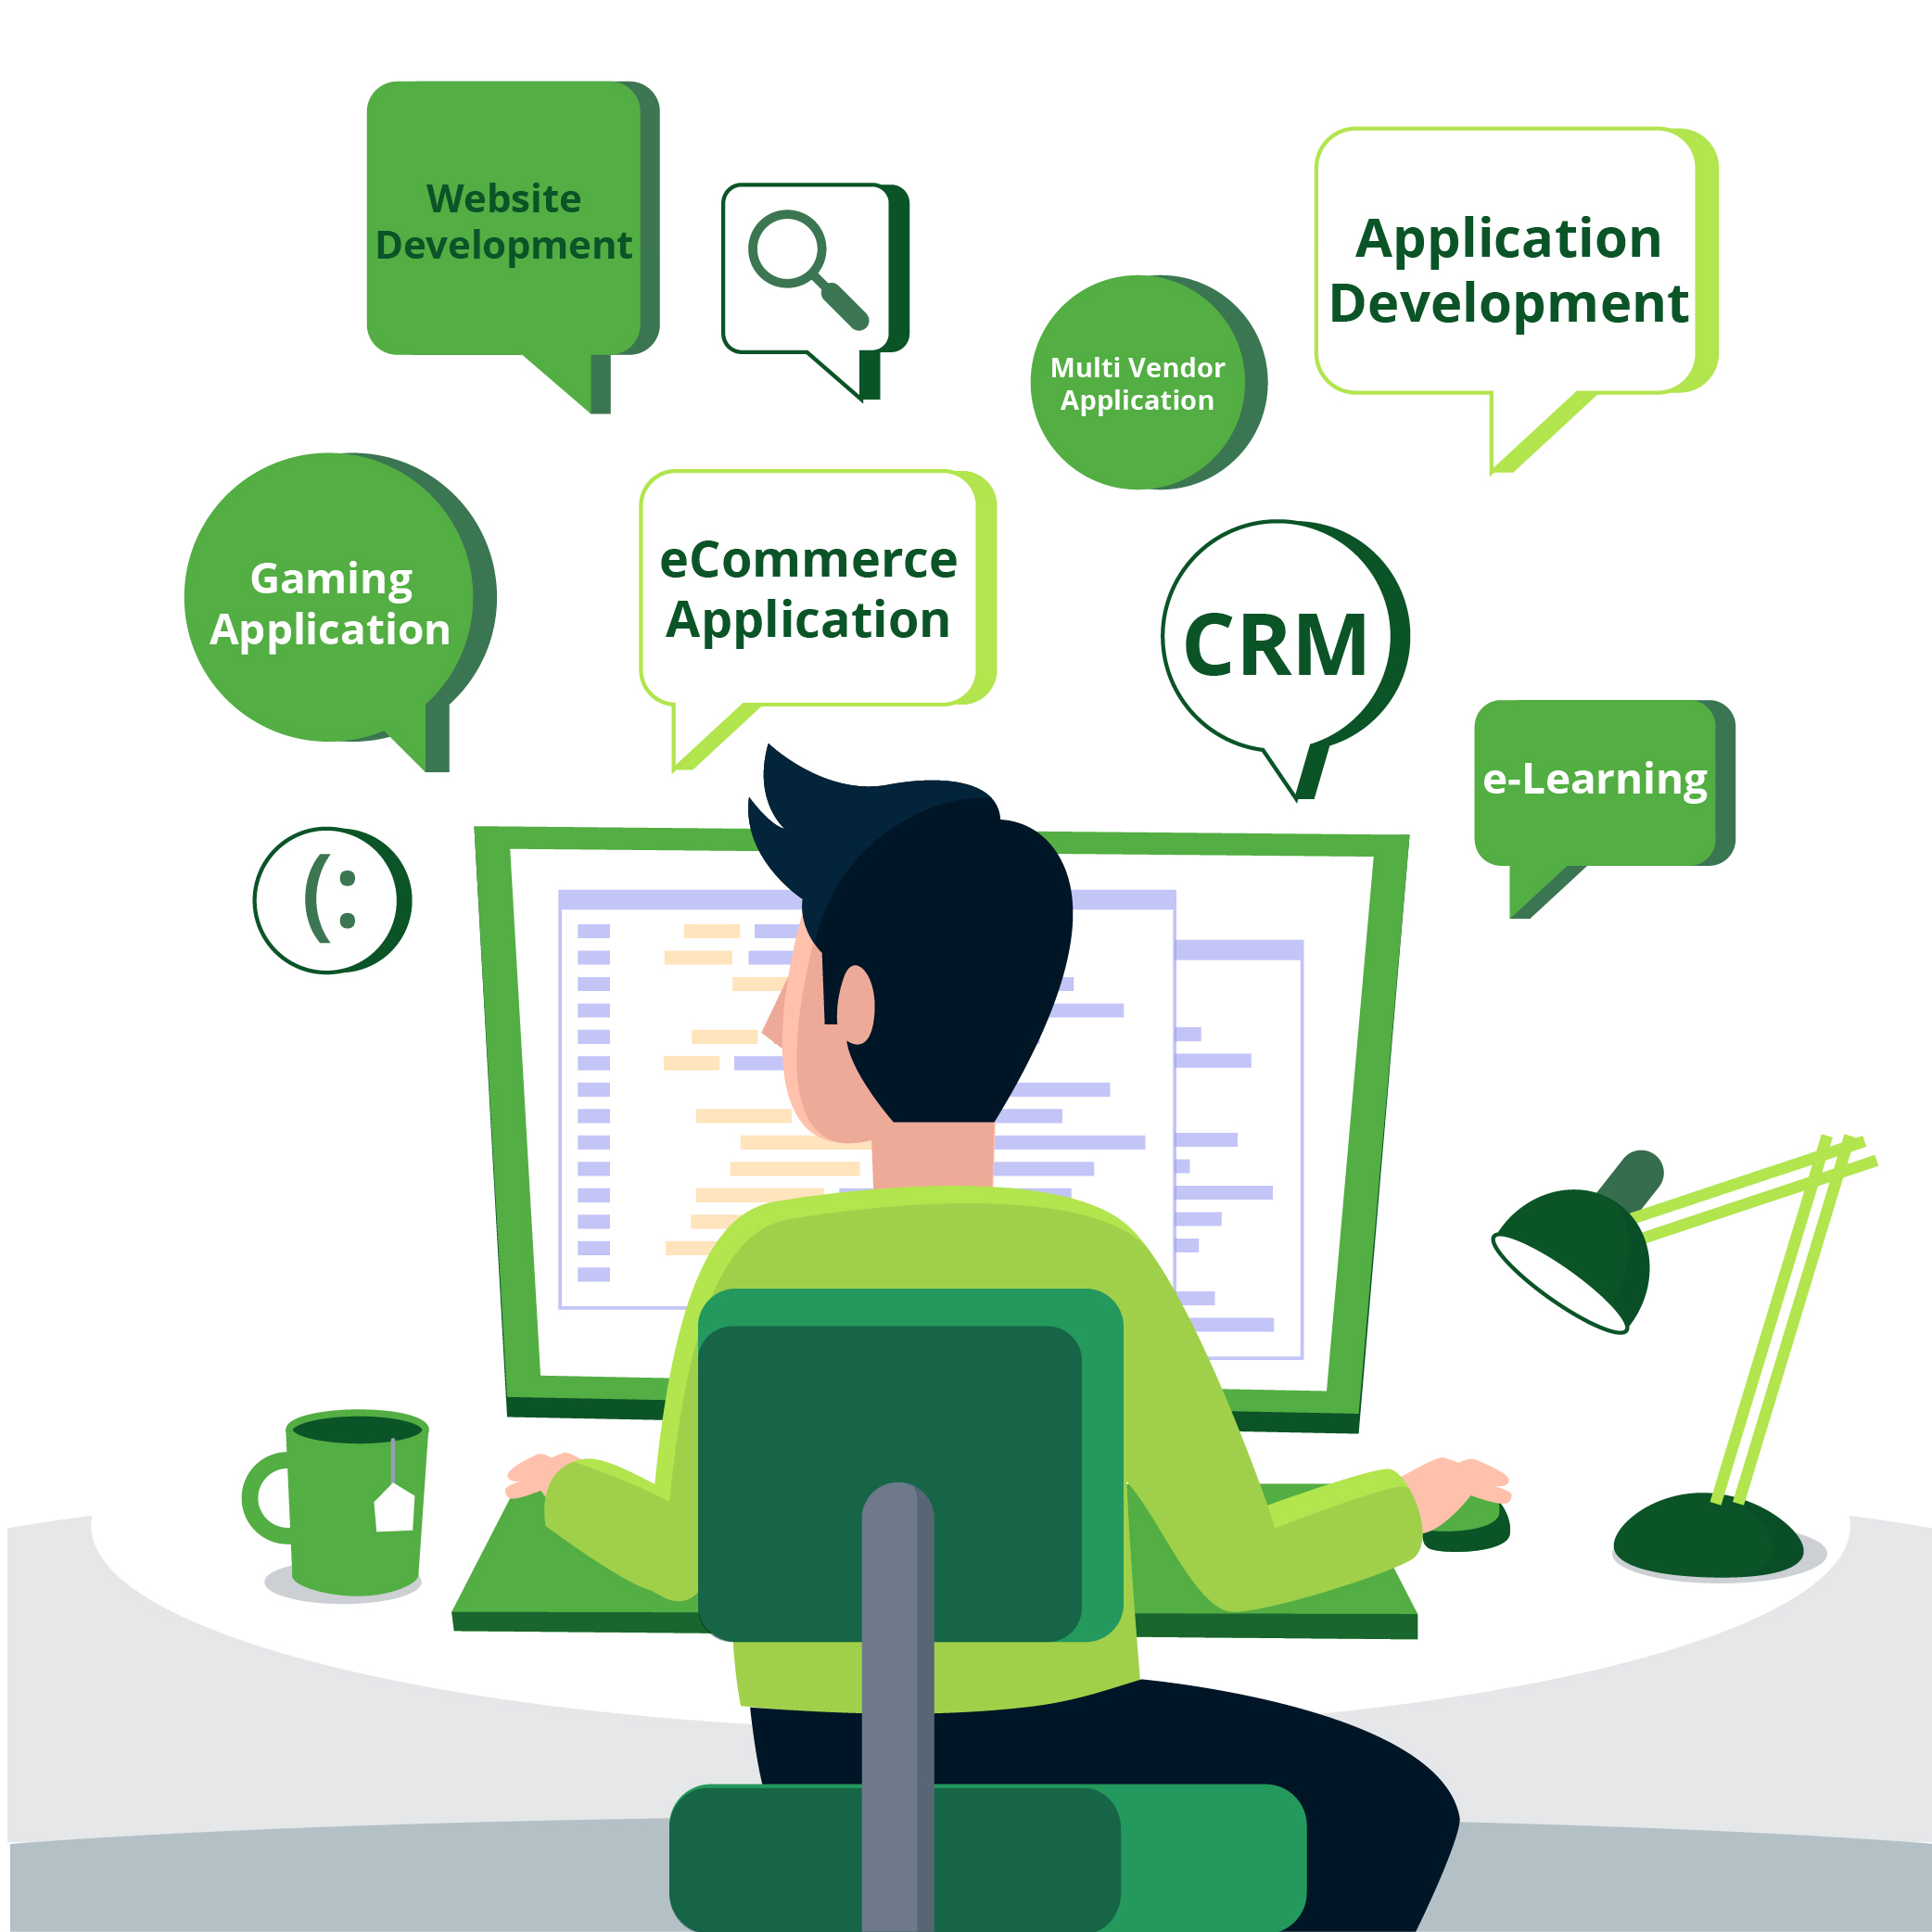 Website
Development
Application
Development
Multi Vendor
Application
Gaming
Application
eCommerce
Application
CRM
e-Learning
(: